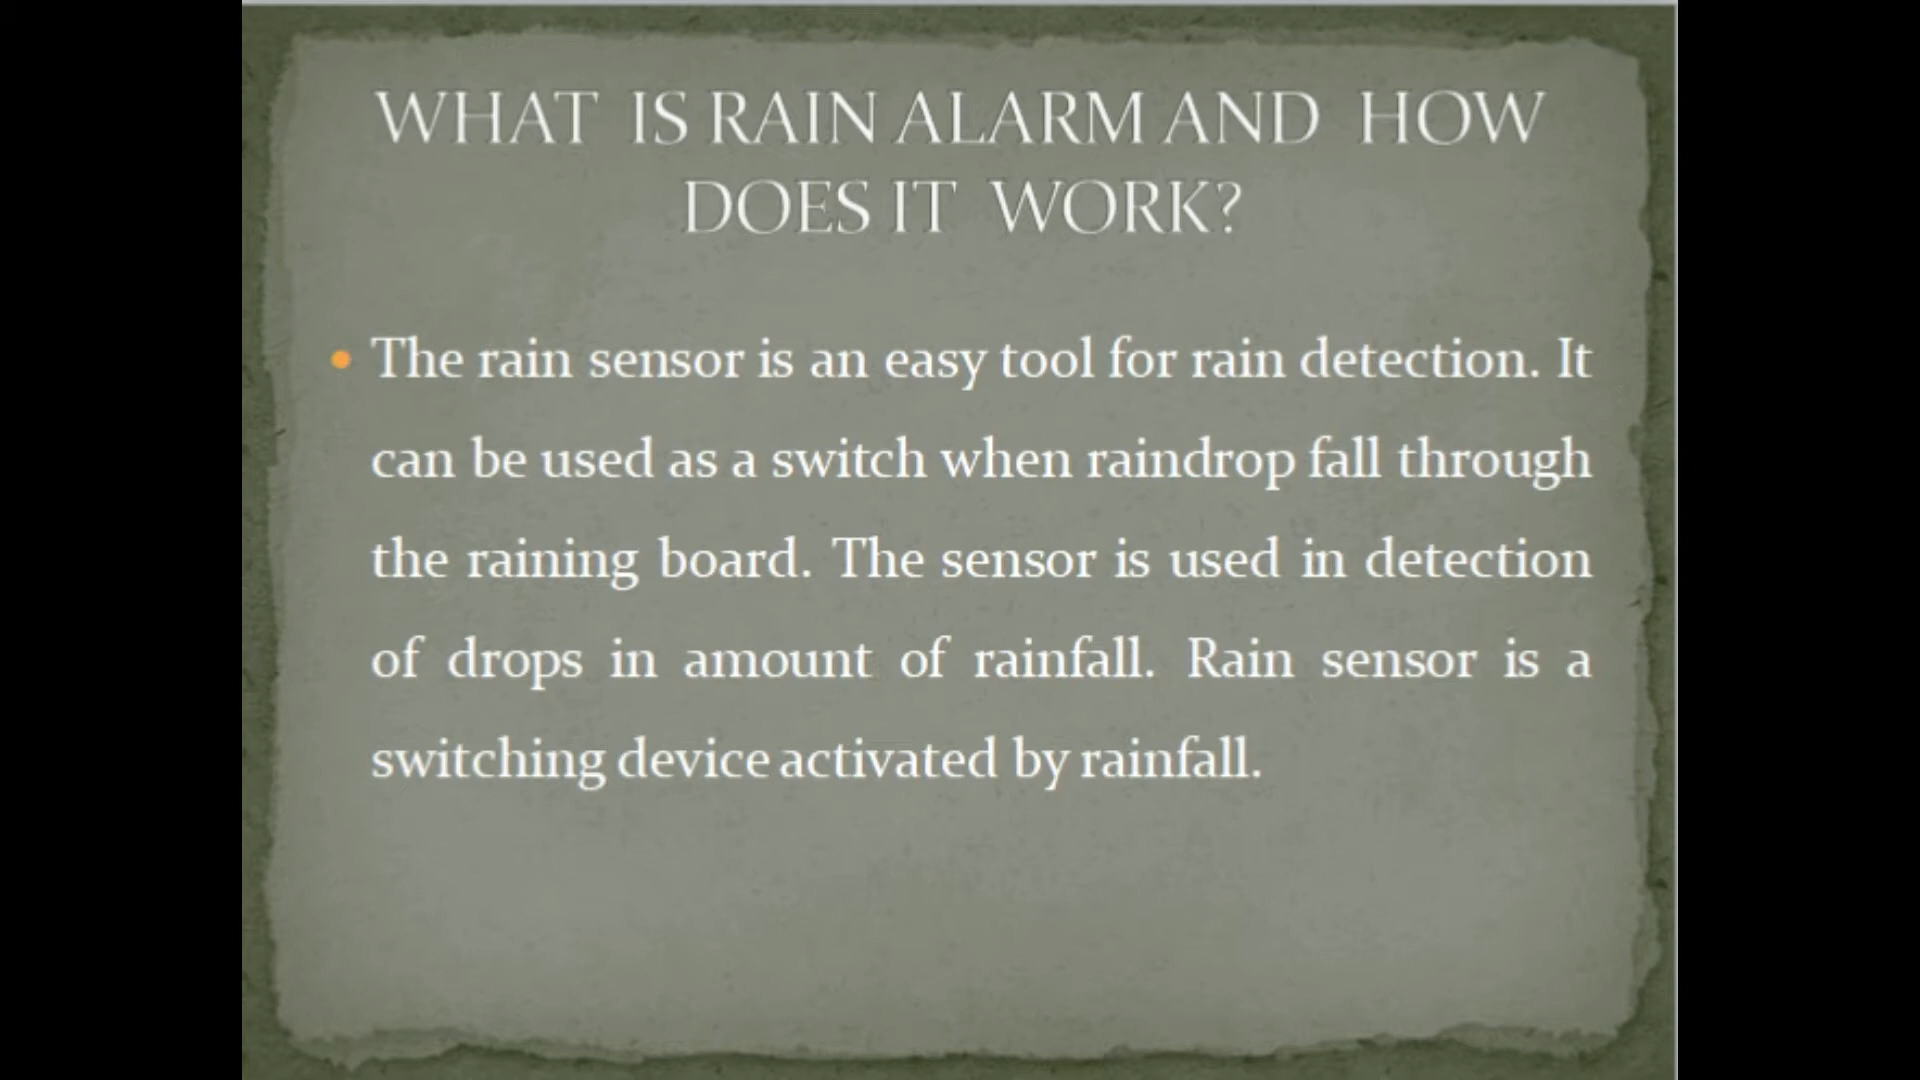 WHAT IS RAIN ALARM AND HOW
DOES IT WORK?
• The rain sensor is an easy tool for rain detection. It
can be used as a switch when raindrop fall through
the raining board. The sensor is used in detection
of drops in amount of rainfall. Rain sensor is a
switching device activated by rainfall.